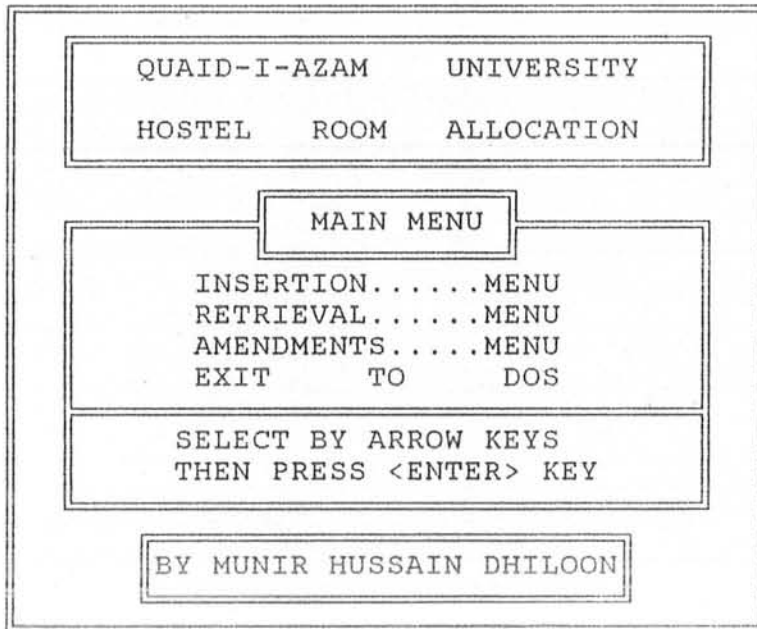 QUAID-I-AZAM UNIVERSITY
HOSTEL ROOM ALLOCATION
MAIN MENU
INSERTION......MENU
RETRIEVAL......MENU
AMENDMENTS.....MENU
EXIT TO DOS
SELECT BY ARROW KEYS
THEN PRESS <ENTER> KEY
BY MUNIR HUSSAIN DHILOON